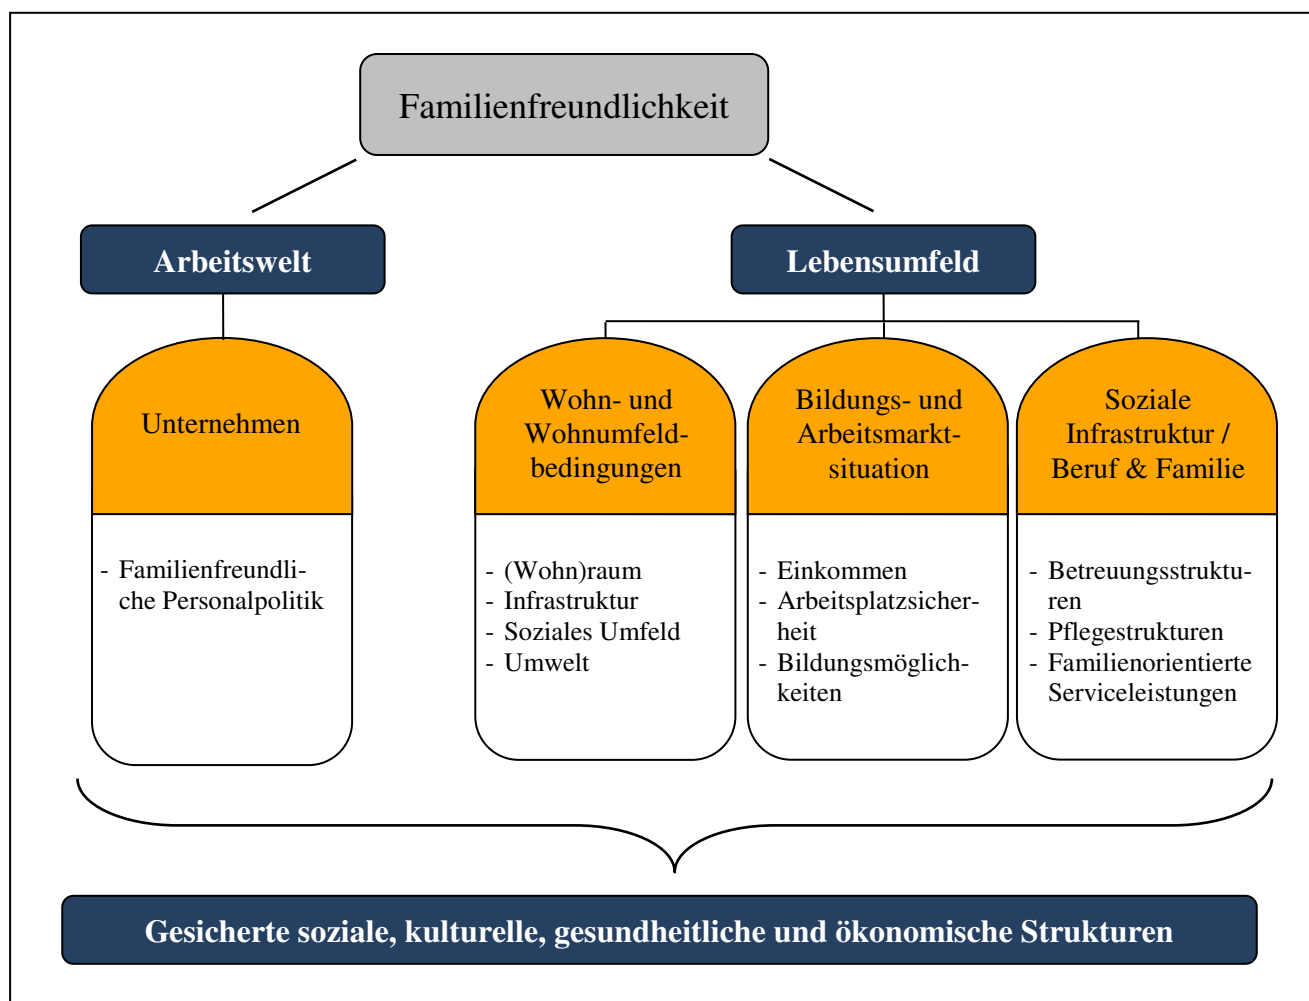 Familienfreundlichkeit
Arbeitswelt
Lebensumfeld
Unternehmen
- Familienfreundli-
che Personalpolitik
Wohn- und
Wohnumfeld-
bedingungen
- (Wohn)raum
- Infrastruktur
- Soziales Umfeld
- Umwelt
Bildungs- und
Arbeitsmarkt-
situation
- Einkommen
- Arbeitsplatzsicher-
heit
- Bildungsmöglich-
keiten
Soziale
Infrastruktur /
Beruf & Familie
- Betreuungsstruktu-
ren
- Pflegestrukturen
- Familienorientierte
Serviceleistungen
Gesicherte soziale, kulturelle, gesundheitliche und ökonomische Strukturen